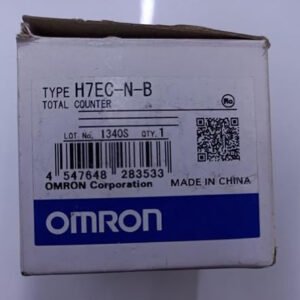 TYPE H7EC-N-B
TOTAL COUNTER
LOT No. 1340S QTY. 1
4 547648 283533
OMRON Corporation MADE IN CHINA
OMRON